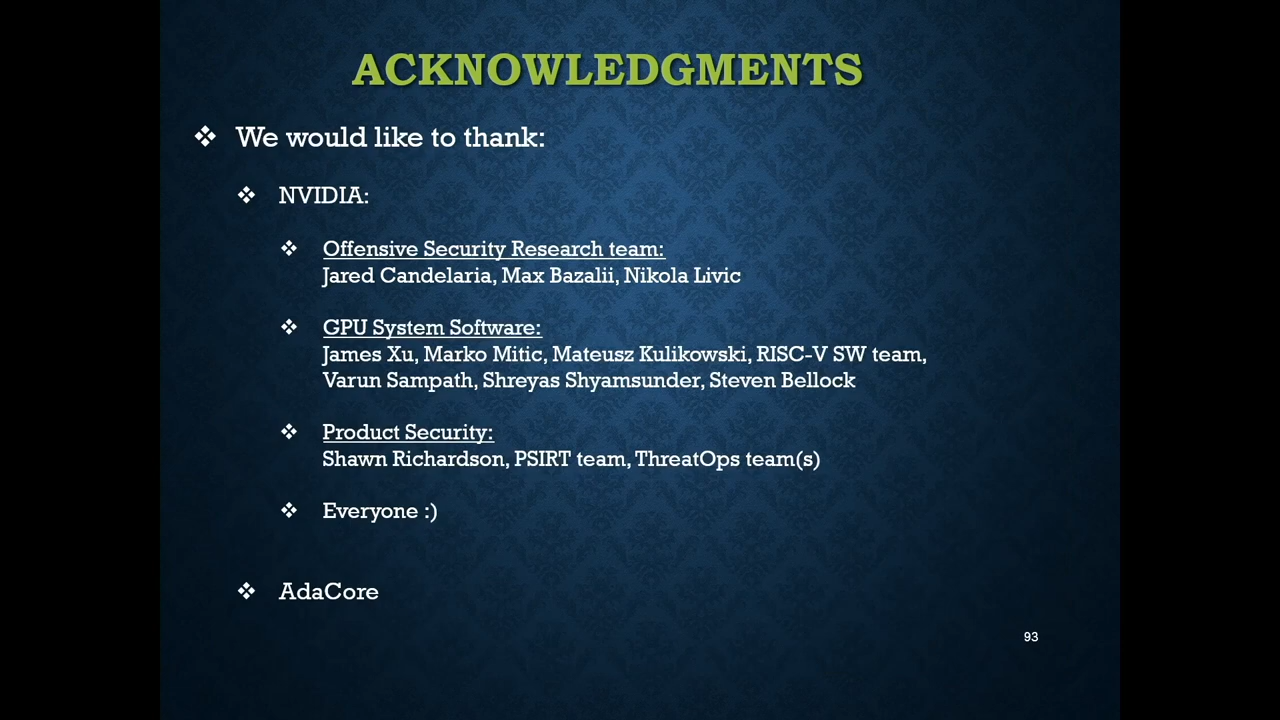 ACKNOWLEDGMENTS
We would like to thank:
NVIDIA:
Offensive Security Research team:
Jared Candelaria, Max Bazalii, Nikola Livic
GPU System Software:
James Xu, Marko Mitic, Mateusz Kulikowski, RISC-V SW team,
Varun Sampath, Shreyas Shyamsunder, Steven Bellock
Product Security:
Shawn Richardson, PSIRT team, ThreatOps team(s)
Everyone :)
AdaCore
93